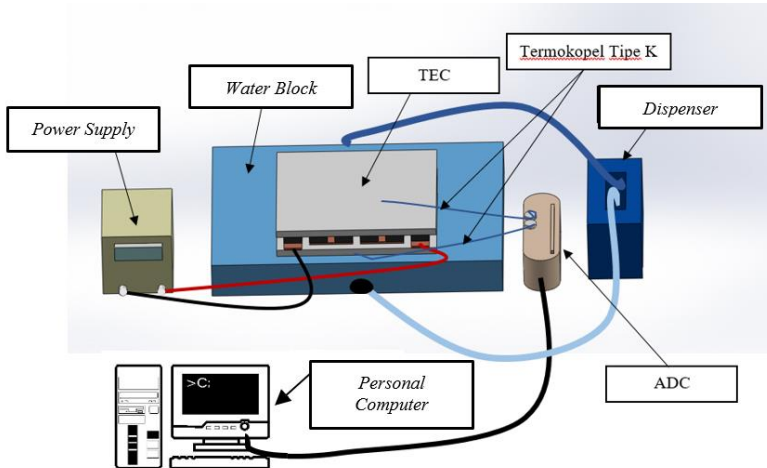 Termokopel Tipe K
TEC
Water Block
Dispenser
Power Supply
>C:
Personal
Computer
ADC